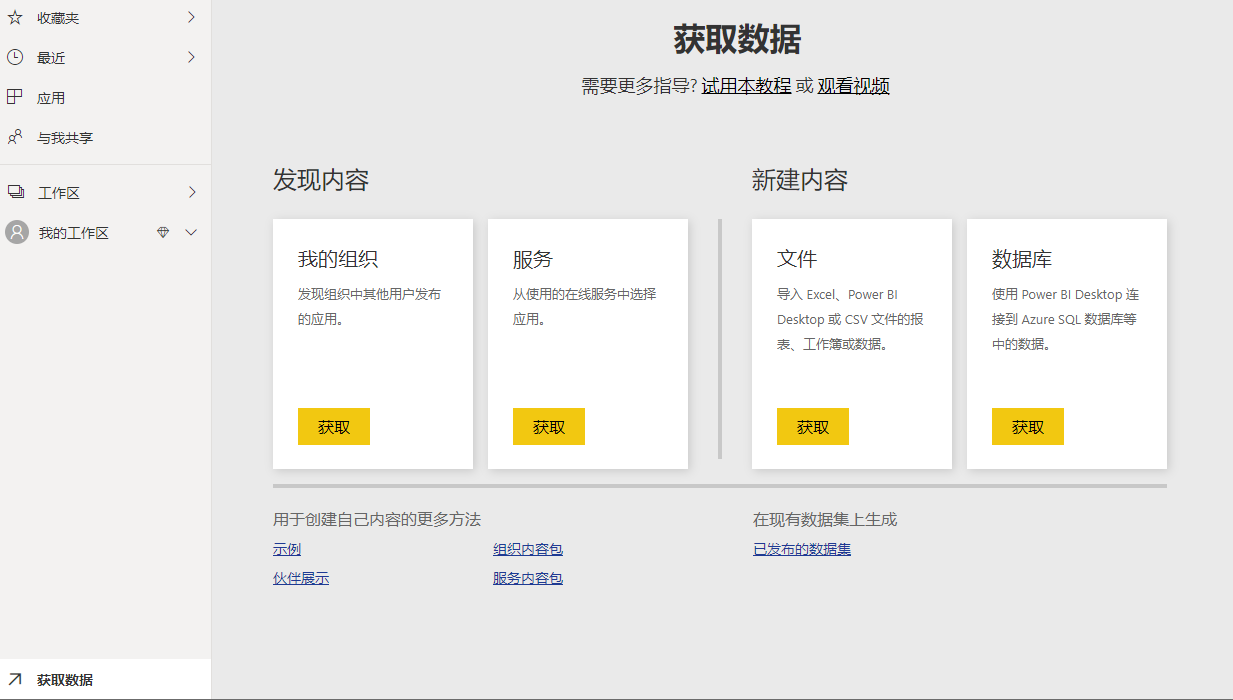 收藏夹
最近
应用
与我共享
工作区
我的工作区
获取数据
获取数据
需要更多指导? 试用本教程 或 观看视频
发现内容
我的组织
发现组织中其他用户发布
的应用。
获取
服务
从使用的在线服务中选择
应用。
获取
新建内容
文件
导入 Excel、Power BI
Desktop 或 CSV 文件的报
表、工作簿或数据。
获取
数据库
使用 Power BI Desktop 连
接到 Azure SQL 数据库等
中的数据。
获取
用于创建自己内容的更多方法
示例
组织内容包
伙伴展示
服务内容包
在现有数据集上生成
已发布的数据集